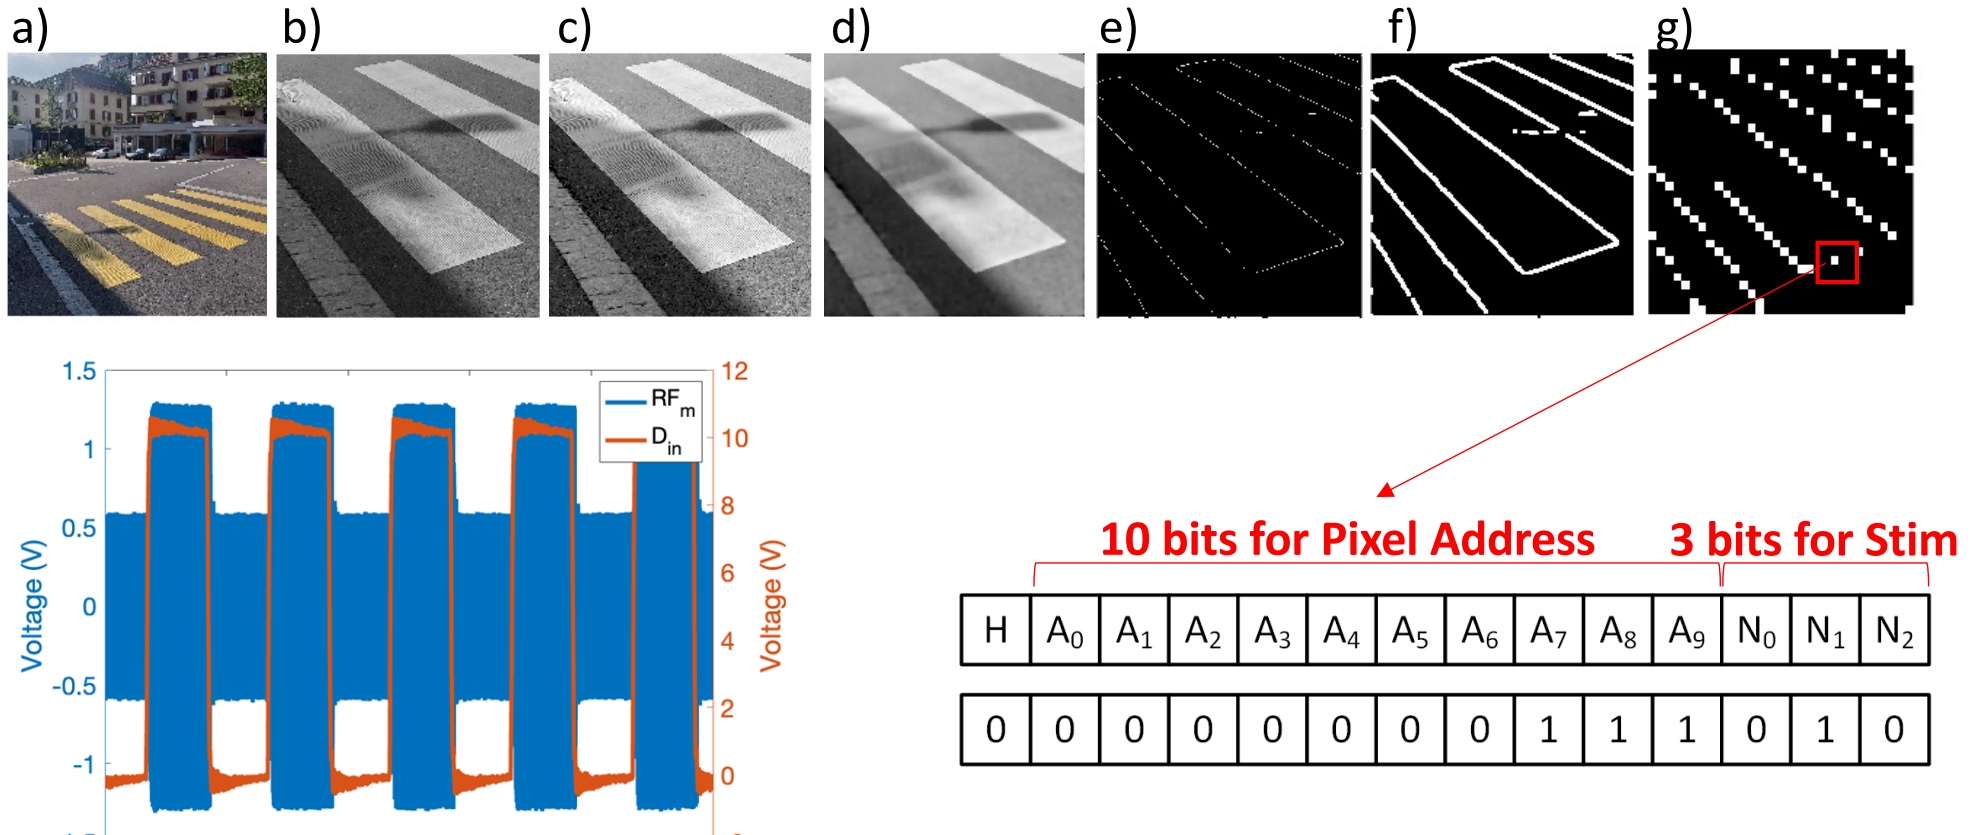 a) b) c) d) e) f) g)
1.5
1
0.5
0
-0.5
-1
Voltage (V)
12
10
8
6
4
2
0
Voltage (V)
RFm
Din
10 bits for Pixel Address 3 bits for Stim
H A0 A1 A2 A3 A4 A5 A6 A7 A8 A9 N0 N1 N2
0 0 0 0 0 0 0 0 1 1 1 0 1 0